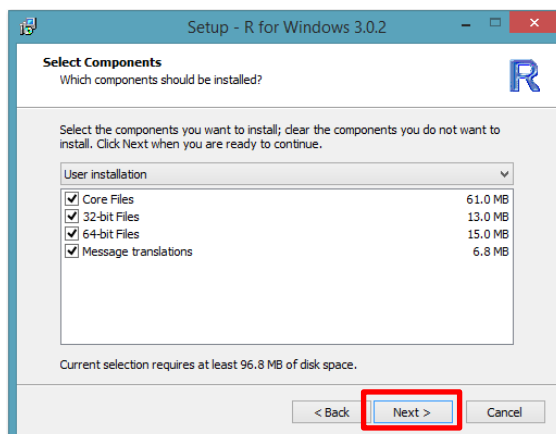 Setup - R for Windows 3.0.2
Select Components
Which components should be installed?
R
Select the components you want to install; clear the components you do not want to
install. Click Next when you are ready to continue.
User installation
Core Files 61.0 MB
32-bit Files 13.0 MB
64-bit Files 15.0 MB
Message translations 6.8 MB
Current selection requires at least 96.8 MB of disk space.
< Back Next > Cancel